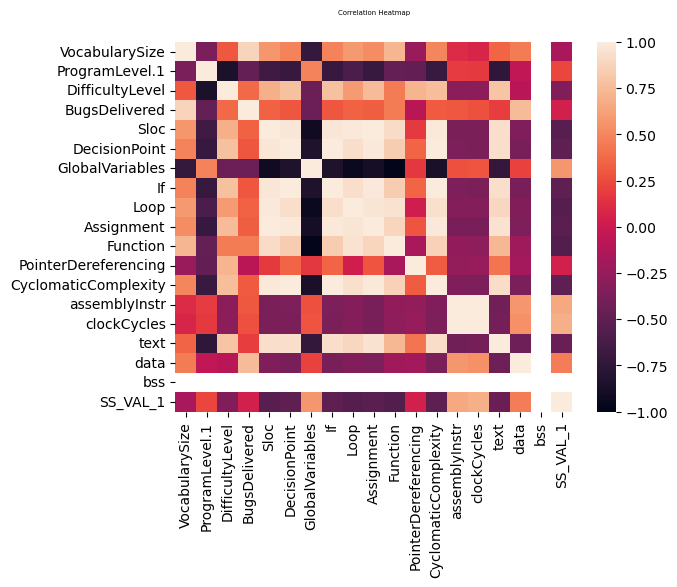 Correlation Heatmap
VocabularySize
ProgramLevel.1
DifficultyLevel
BugsDelivered
Sloc
DecisionPoint
GlobalVariables
If
Loop
Assignment
Function
PointerDereferencing
CyclomaticComplexity
assemblyInstr
clockCycles
text
data
bss
SS_VAL_1
VocabularySize
ProgramLevel.1
DifficultyLevel
BugsDelivered
Sloc
DecisionPoint
GlobalVariables
If
Loop
Assignment
Function
PointerDereferencing
CyclomaticComplexity
assemblyInstr
clockCycles
text
data
bss
SS_VAL_1
1.00
0.75
0.50
0.25
0.00
−0.25
−0.50
−0.75
−1.00